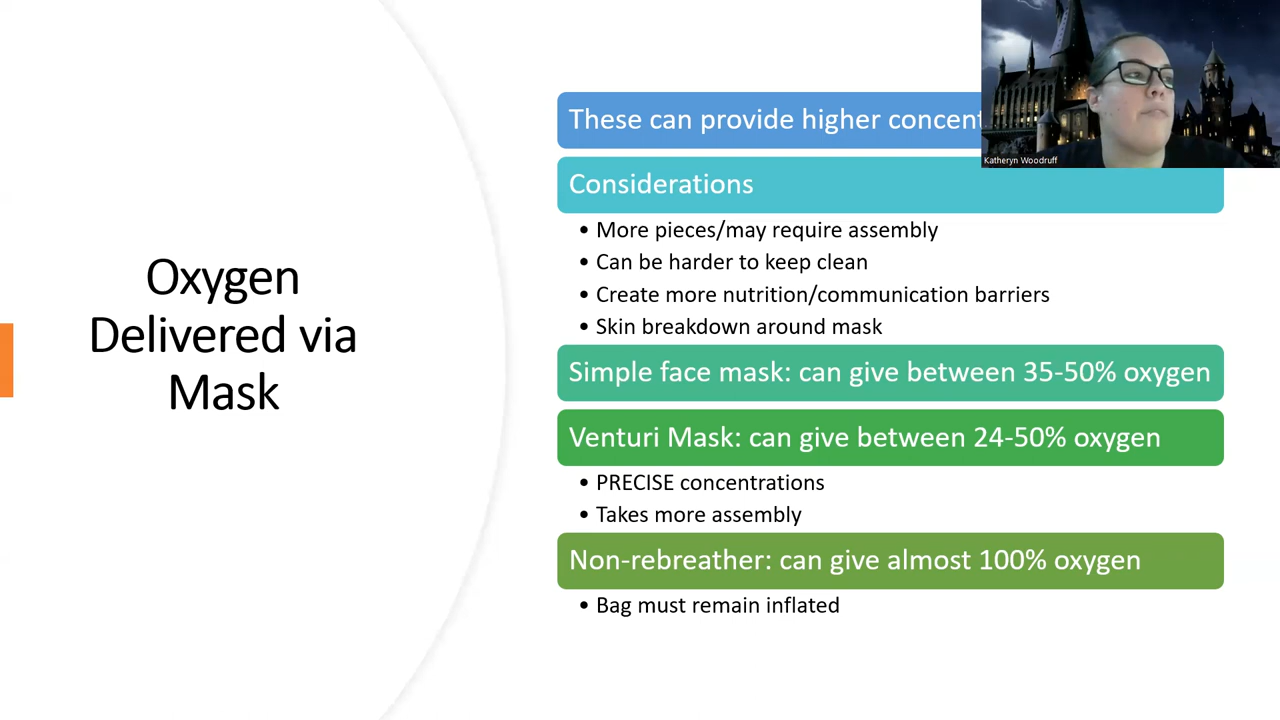 Oxygen
Delivered via
Mask
These can provide higher
Considerations
• More pieces/may require assembly
• Can be harder to keep clean
• Create more nutrition/communication barriers
• Skin breakdown around mask
Simple face mask: can give between 35-50% oxygen
Venturi Mask: can give between 24-50% oxygen
• PRECISE concentrations
• Takes more assembly
Non-rebreather: can give almost 100% oxygen
• Bag must remain inflated
Katheryn Woodruff